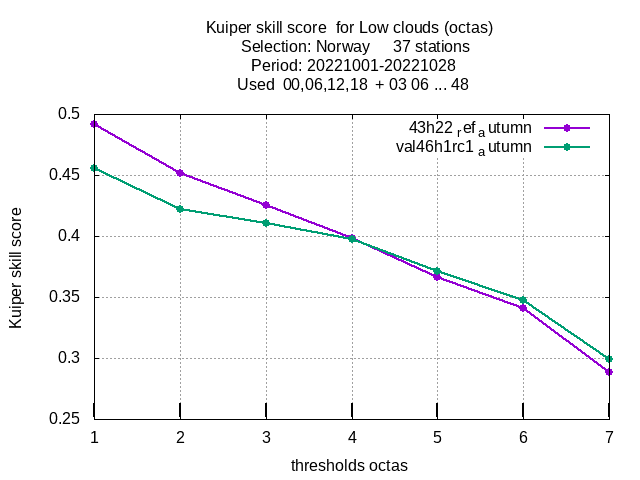 Kuiper skill score  for Low clouds (octas)
Selection: Norway     37 stations
Period: 20221001-20221028
Used  00,06,12,18  + 03 06 ... 48
43h22ref autumn
val46h1rc1 autumn
0.5
0.45
0.4
0.35
0.3
0.25
Kuiper skill score
1 2 3 4 5 6 7
thresholds octas